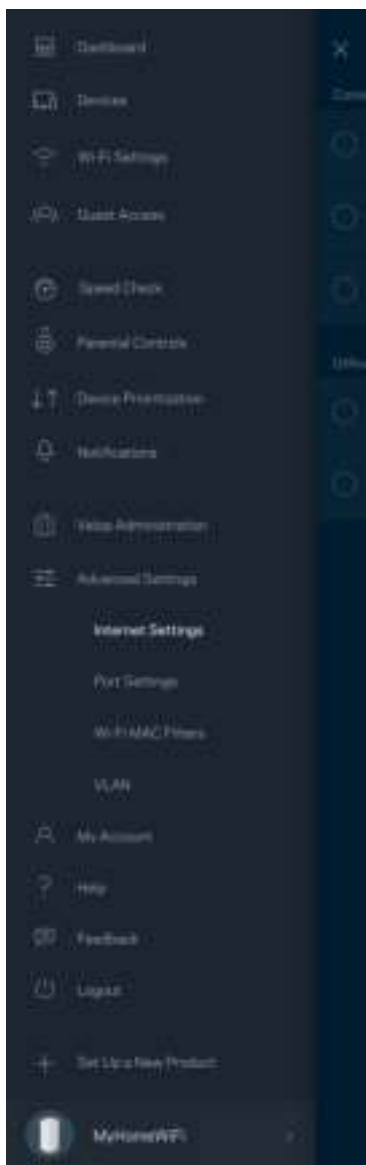 Dashboard
Devices
Wi-Fi Settings
Guest Access
Speed Check
Parental Controls
Device Prioritization
Notifications
Velop Administration
Advanced Settings
Internet Settings
Port Settings
Wi-Fi MAC Filters
VLAN
My Account
Help
Feedback
Logout
Set Up a New Product
MyHomeWiFi